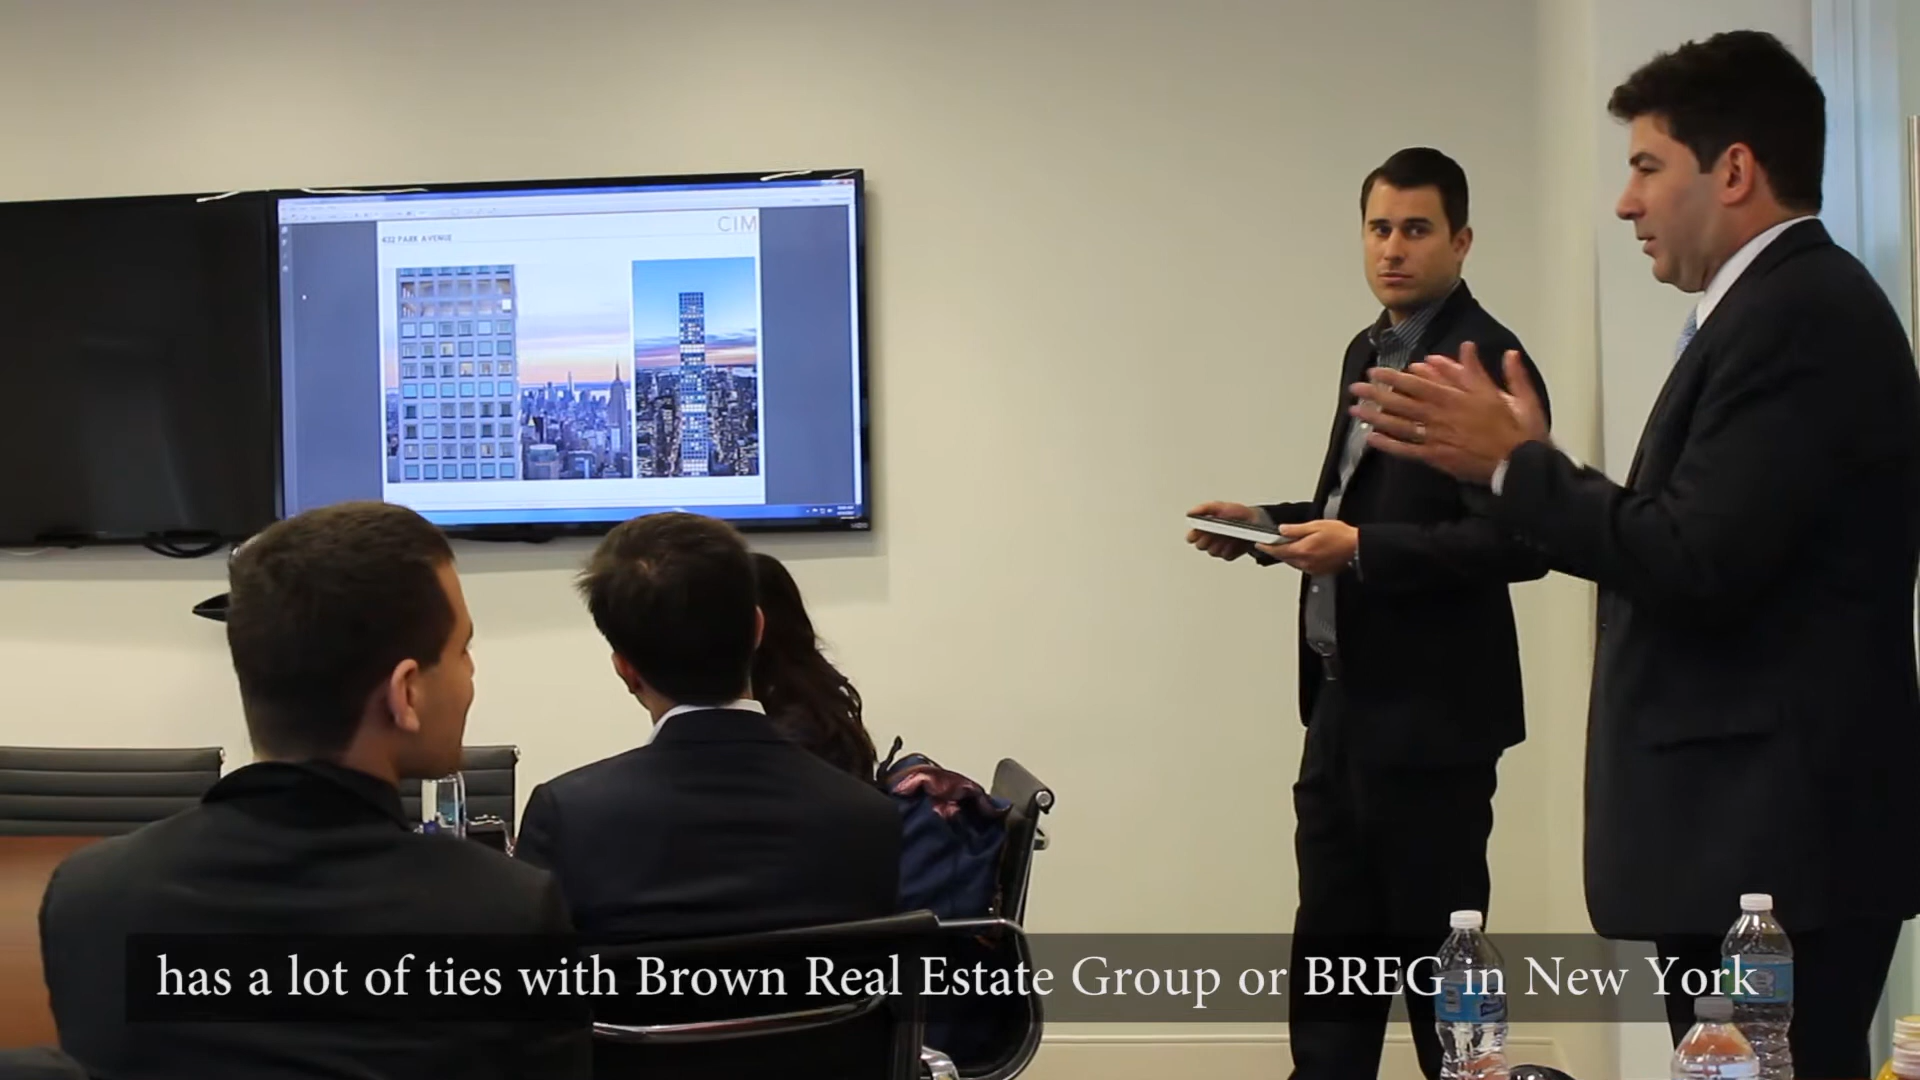 CIM
432 PARK AVENUE
has a lot of ties with Brown Real Estate Group or BREG in New York